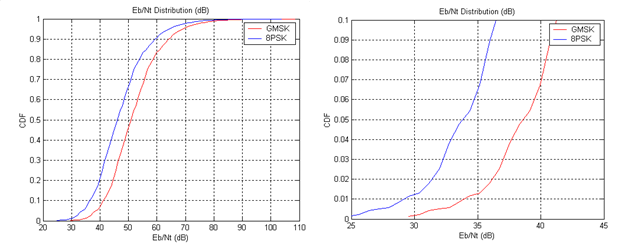 Eb/Nt Distribution (dB)
1
0.9
0.8
0.7
0.6
0.5
0.4
0.3
0.2
0.1
0
CDF
GMSK
8PSK
20 30 40 50 60 70 80 90 100 110
Eb/Nt (dB)
Eb/Nt Distribution (dB)
0.1
0.09
0.08
0.07
0.06
0.05
0.04
0.03
0.02
0.01
0
CDF
GMSK
8PSK
25 30 35 40 45
Eb/Nt (dB)